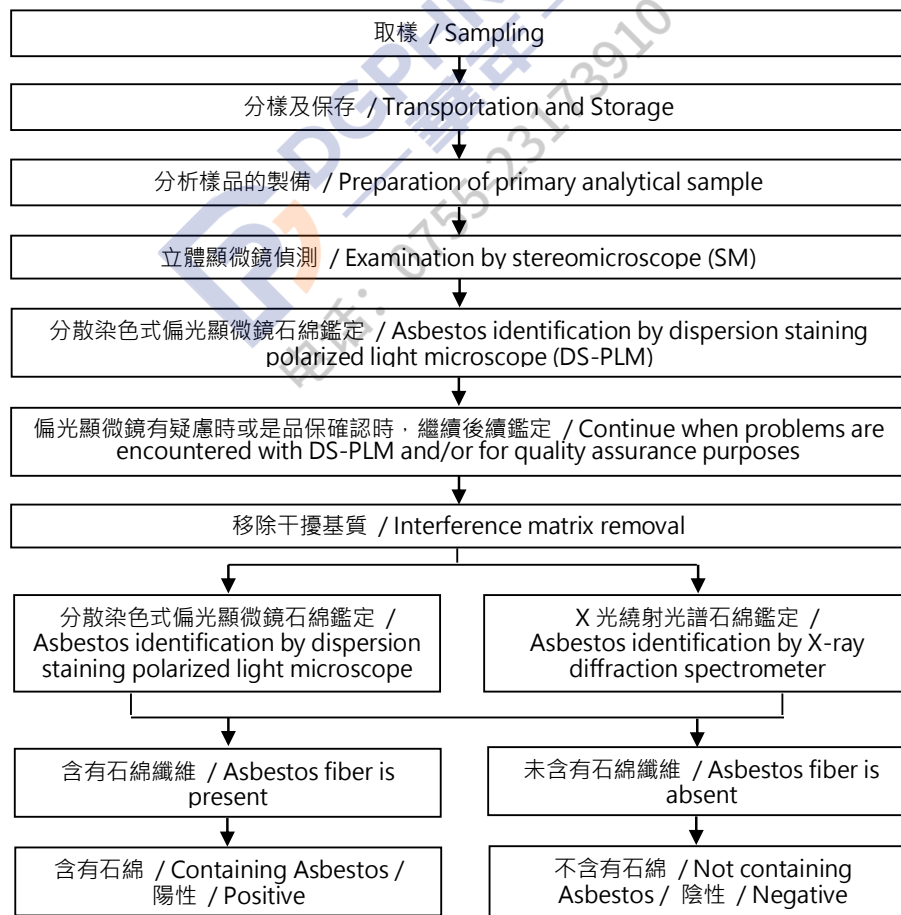 取樣 / Sampling
分樣及保存 / Transportation and Storage
分析樣品的製備 / Preparation of primary analytical sample
立體顯微鏡偵測 / Examination by stereomicroscope (SM)
分散染色式偏光顯微鏡石綿鑑定 / Asbestos identification by dispersion staining
polarized light microscope (DS-PLM)
偏光顯微鏡有疑慮時或是品保確認時，繼續後續鑑定 / Continue when problems are
encountered with DS-PLM and/or for quality assurance purposes
移除干擾基質 / Interference matrix removal
分散染色式偏光顯微鏡石綿鑑定 /
Asbestos identification by dispersion
staining polarized light microscope
X 光繞射光譜石綿鑑定 /
Asbestos identification by X-ray
diffraction spectrometer
含有石綿纖維 / Asbestos fiber is
present
未含有石綿纖維 / Asbestos fiber is
absent
含有石綿 / Containing Asbestos /
陽性 / Positive
不含有石綿 / Not containing
Asbestos / 陰性 / Negative
电话：0755-23173910